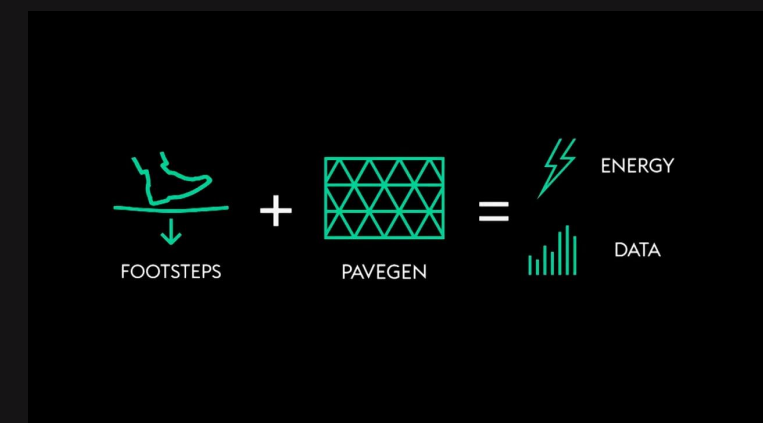 FOOTSTEPS
+
PAVEGEN
=
ENERGY
DATA